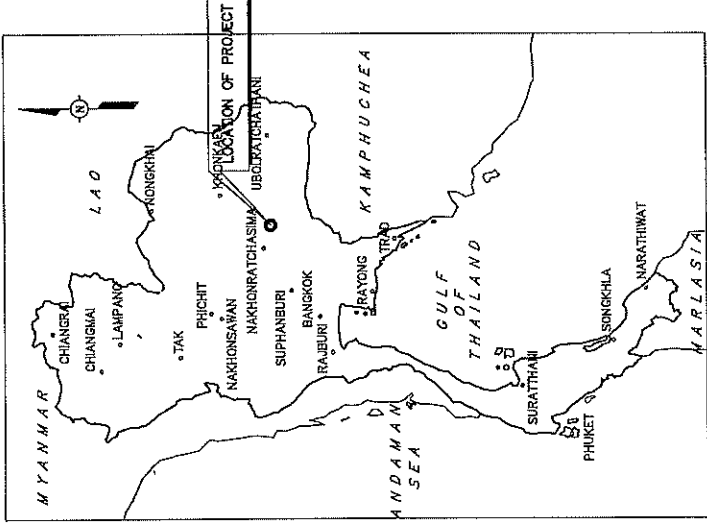 LOCATION OF PROJECT
N
MYANMAR
LAO
CHIANGRAI
CHIANGMAI
LAMPANG
NONGKHAI
TAK
PHICHIT
KHONKAEN
NAKHONSAWAN
NAKHONRATCHASIMA
UBOLRATCHATHANI
SUPHANBURI
BANGKOK
RAJBURI
KAMPHUCHEA
RAYONG
TRAD
ANDAMAN
SEA
GULF
OF
THAILAND
SURATTHANI
PHUKET
SONGKHLA
NARATHIWAT
MARLASIA